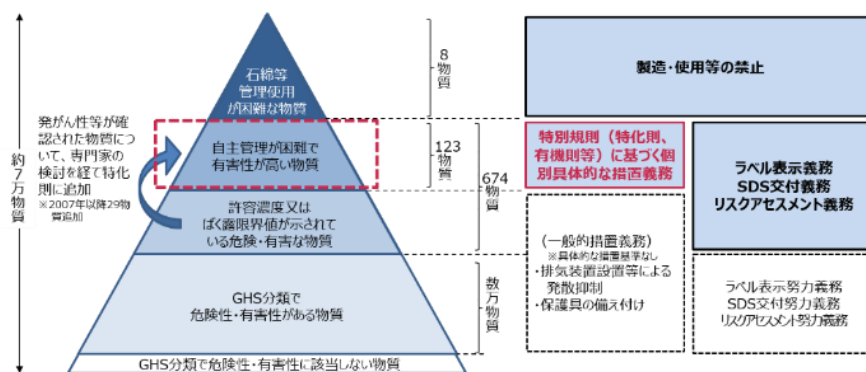 約7万物質
発がん性等が確
認された物質につ
いて、専門家の
検討を経て特化
則に追加
※2007年以降29物
質追加
石綿等
管理使用
が困難な物質
自主管理が困難で
有害性が高い物質
許容濃度又は
ばく露限界値が示されて
いる危険・有害な物質
GHS分類で
危険性・有害性がある物質
GHS分類で危険性・有害性に該当しない物質
8物質
123
物質
674
物質
数万物質
製造・使用等の禁止
特別規則（特化則、
有機則等）に基づく個
別具体的な措置義務
ラベル表示義務
SDS交付義務
リスクアセスメント義務
（一般的措置義務）
※具体的な措置基準なし
・排気装置設置等による
発散抑制
・保護具の備え付け
ラベル表示努力義務
SDS交付努力義務
リスクアセスメント努力義務